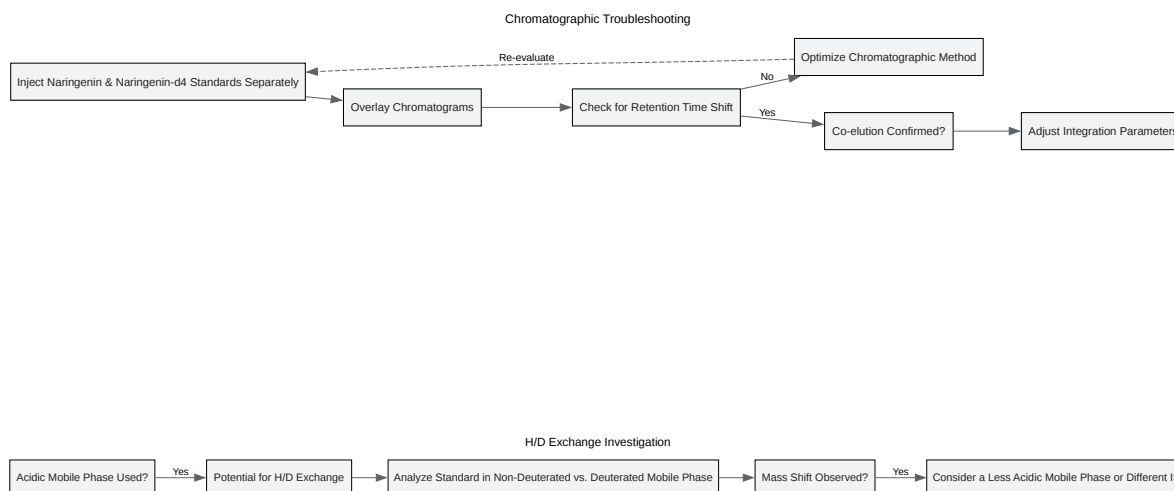 Chromatographic Troubleshooting
Re-evaluate
Optimize Chromatographic Method
Inject Naringenin & Naringenin-d4 Standards Separately
No
Overlay Chromatograms
Check for Retention Time Shift
Yes
Co-elution Confirmed?
Adjust Integration Parameters
H/D Exchange Investigation
Acidic Mobile Phase Used?
Yes
Potential for H/D Exchange
Analyze Standard in Non-Deuterated vs. Deuterated Mobile Phase
Mass Shift Observed?
Yes
Consider a Less Acidic Mobile Phase or Different